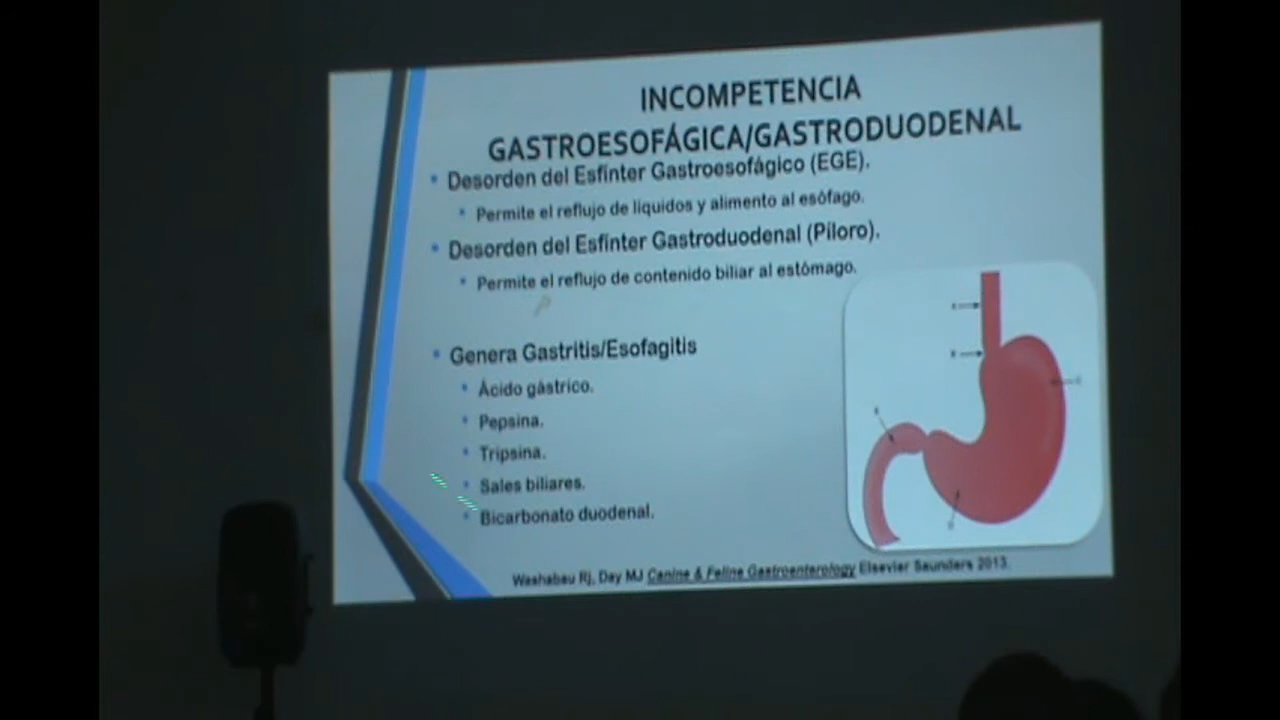 INCOMPETENCIA
GASTROESOFÁGICA/GASTRODUODENAL
Desorden del Esfínter Gastroesofágico (EGE).
Permite el reflujo de líquidos y alimento al esófago.
Desorden del Esfínter Gastroduodenal (Píloro).
Permite el reflujo de contenido biliar al estómago.
Genera Gastritis/Esofagitis
Ácido gástrico.
Pepsina.
Tripsina.
Sales biliares.
Bicarbonato duodenal.
Washabau Rj, Day MJ Canine & Feline Gastroenterology Elsevier Saunders 2013.